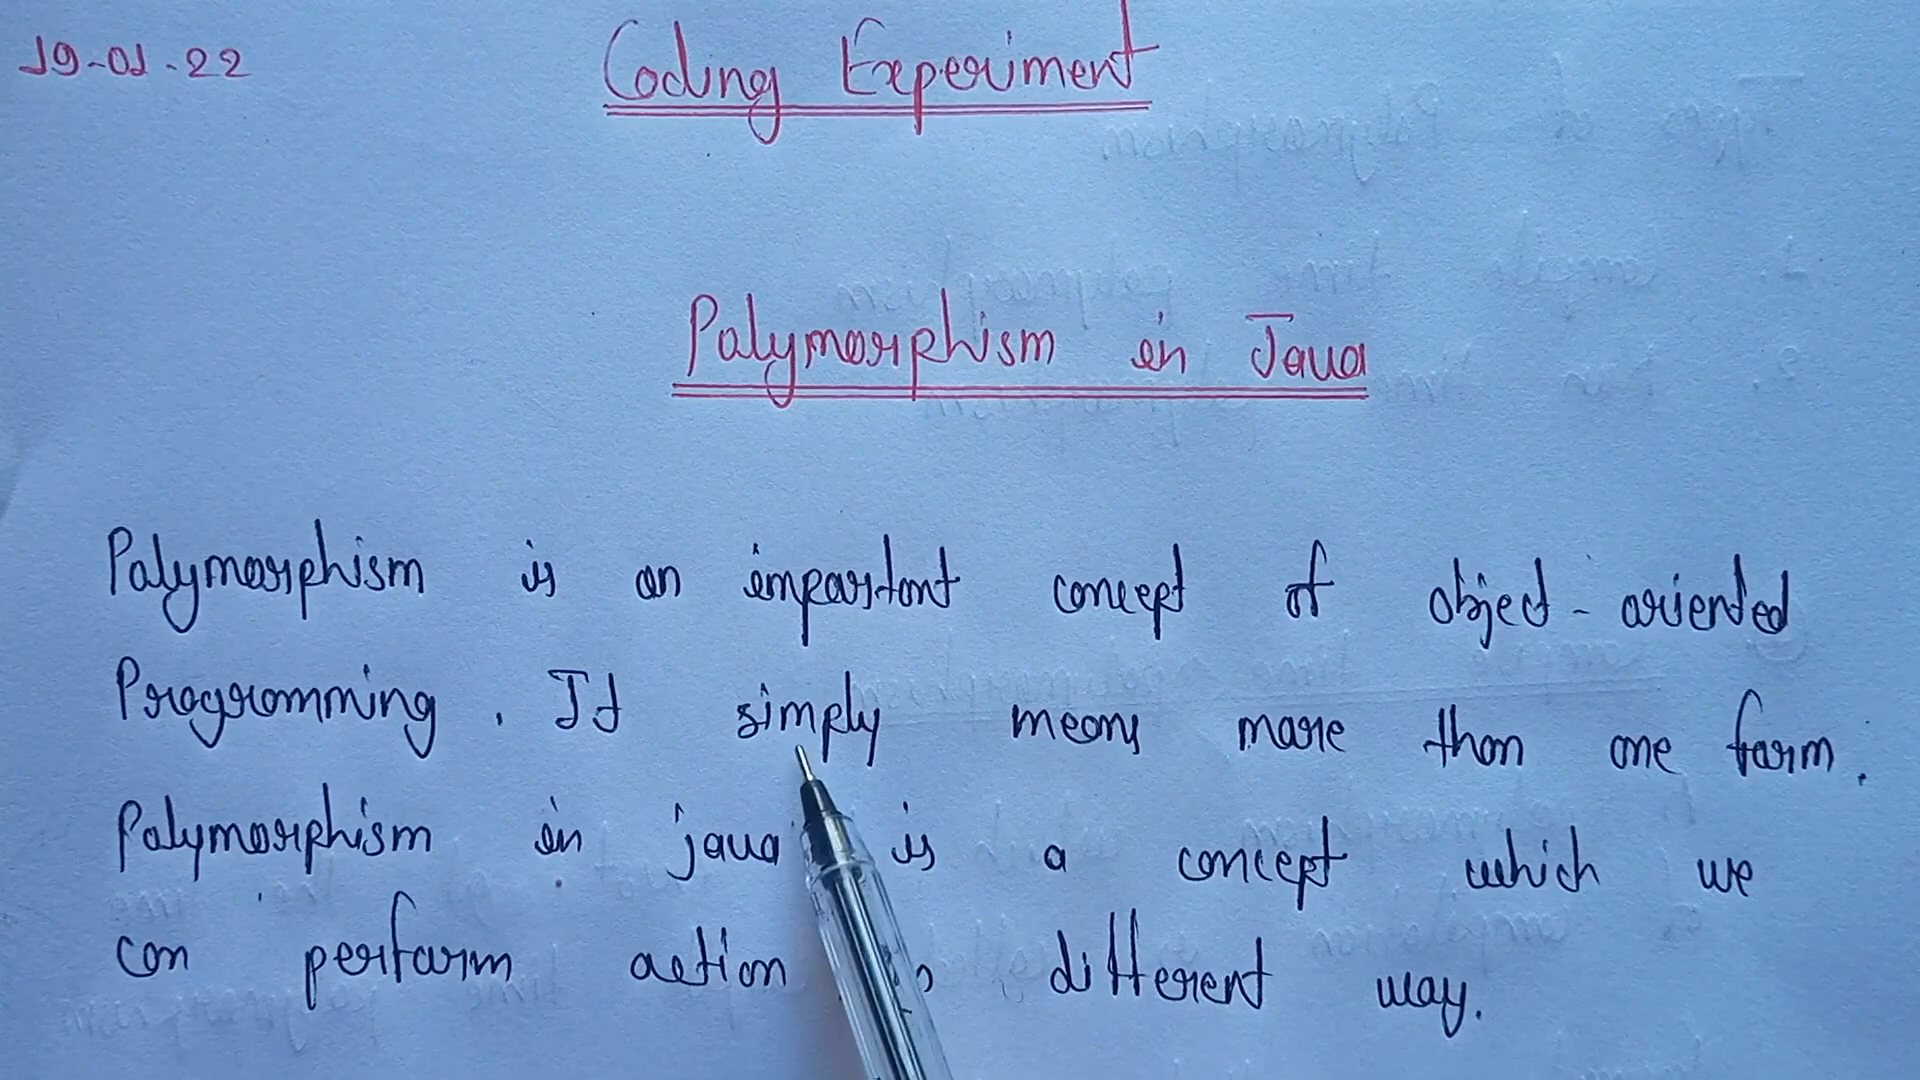 19-01-22
Coding Experiment
Polymorphism in Java
Polymorphism is an important concept of object-oriented
Programming. It simply means more than one form.
Polymorphism in java is a concept which we
can perform action different way.